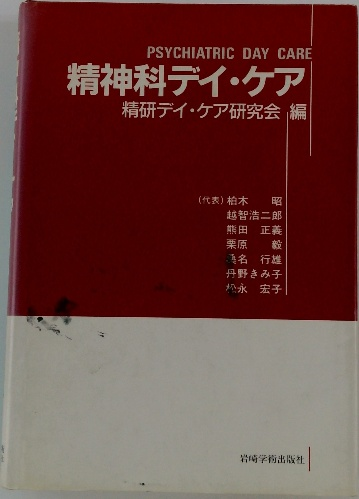 PSYCHIATRIC DAY CARE
精神科デイ・ケア
精研デイ・ケア研究会 編
(代表) 柏木 昭
越智浩二郎
熊田 正義
栗原 毅
桑名 行雄
丹野きみ子
松永 宏子
岩崎学術出版社